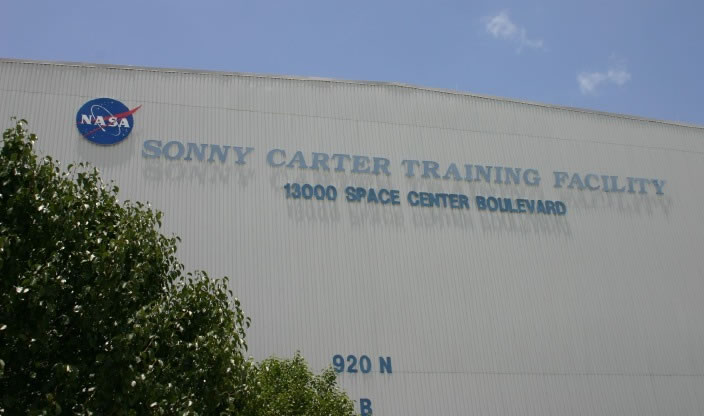 NASA
SONNY CARTER TRAINING FACILITY
13000 SPACE CENTER BOULEVARD
920 N
B